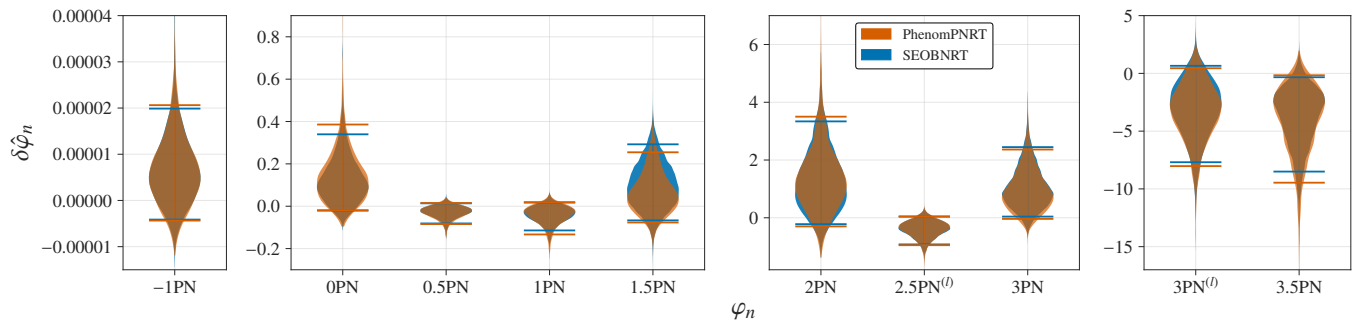 δφ̂ₙ
0.00004
0.00003
0.00002
0.00001
0.00000
−0.00001
−1PN
0.8
0.6
0.4
0.2
0.0
−0.2
0PN 0.5PN 1PN 1.5PN
6
4
2
0
PhenomPNRT
SEOBNRT
2PN 2.5PN⁽ˡ⁾ 3PN
5
0
−5
−10
−15
3PN⁽ˡ⁾ 3.5PN
φₙ